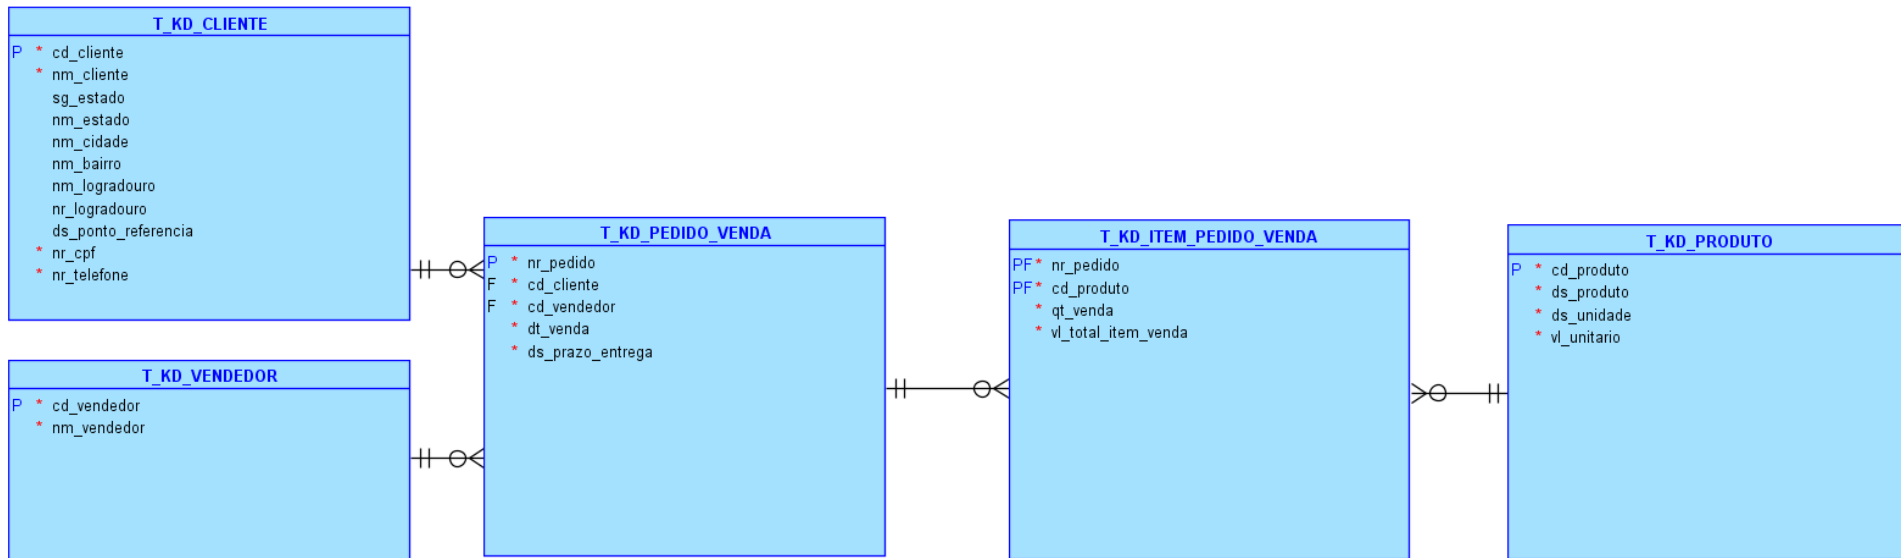 T_KD_CLIENTE
P * cd_cliente
* nm_cliente
sg_estado
nm_estado
nm_cidade
nm_bairro
nm_logradouro
nr_logradouro
ds_ponto_referencia
* nr_cpf
* nr_telefone
T_KD_VENDEDOR
P * cd_vendedor
* nm_vendedor
T_KD_PEDIDO_VENDA
P * nr_pedido
F * cd_cliente
F * cd_vendedor
* dt_venda
* ds_prazo_entrega
T_KD_ITEM_PEDIDO_VENDA
PF * nr_pedido
PF * cd_produto
* qt_venda
* vl_total_item_venda
T_KD_PRODUTO
P * cd_produto
* ds_produto
* ds_unidade
* vl_unitario